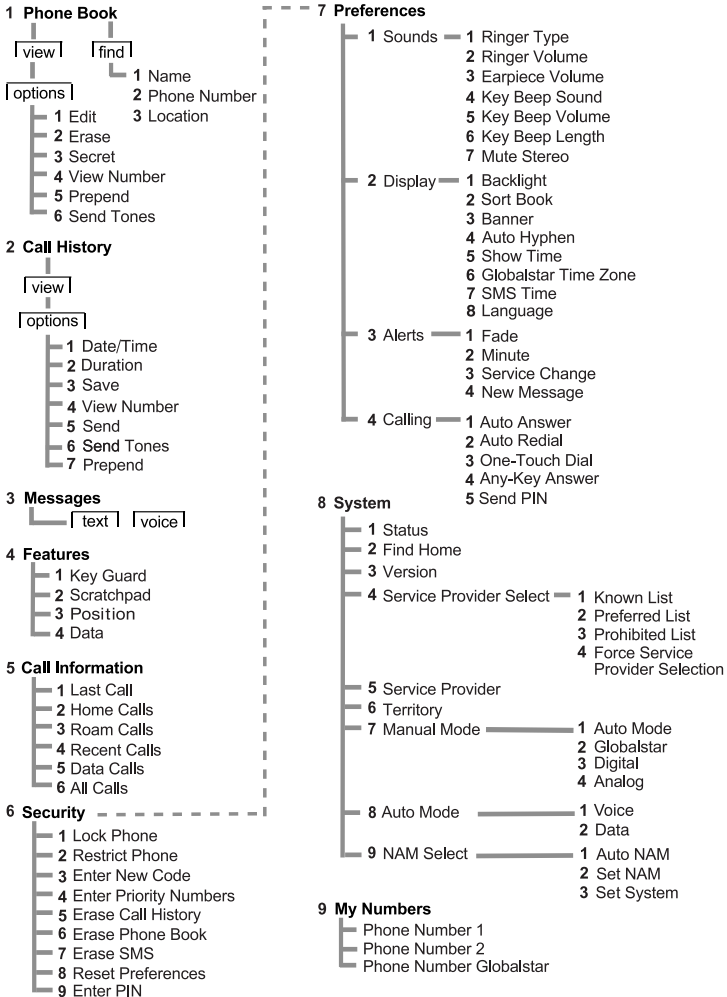 1 Phone Book
view find
options
1 Name
2 Phone Number
3 Location
1 Edit
2 Erase
3 Secret
4 View Number
5 Prepend
6 Send Tones
2 Call History
view
options
1 Date/Time
2 Duration
3 Save
4 View Number
5 Send
6 Send Tones
7 Prepend
3 Messages
text voice
4 Features
1 Key Guard
2 Scratchpad
3 Position
4 Data
5 Call Information
1 Last Call
2 Home Calls
3 Roam Calls
4 Recent Calls
5 Data Calls
6 All Calls
6 Security
1 Lock Phone
2 Restrict Phone
3 Enter New Code
4 Enter Priority Numbers
5 Erase Call History
6 Erase Phone Book
7 Erase SMS
8 Reset Preferences
9 Enter PIN
7 Preferences
1 Sounds
1 Ringer Type
2 Ringer Volume
3 Earpiece Volume
4 Key Beep Sound
5 Key Beep Volume
6 Key Beep Length
7 Mute Stereo
2 Display
1 Backlight
2 Sort Book
3 Banner
4 Auto Hyphen
5 Show Time
6 Globalstar Time Zone
7 SMS Time
8 Language
3 Alerts
1 Fade
2 Minute
3 Service Change
4 New Message
4 Calling
1 Auto Answer
2 Auto Redial
3 One-Touch Dial
4 Any-Key Answer
5 Send PIN
8 System
1 Status
2 Find Home
3 Version
4 Service Provider Select
1 Known List
2 Preferred List
3 Prohibited List
4 Force Service
Provider Selection
5 Service Provider
6 Territory
7 Manual Mode
1 Auto Mode
2 Globalstar
3 Digital
4 Analog
8 Auto Mode
1 Voice
2 Data
9 NAM Select
1 Auto NAM
2 Set NAM
3 Set System
9 My Numbers
Phone Number 1
Phone Number 2
Phone Number Globalstar